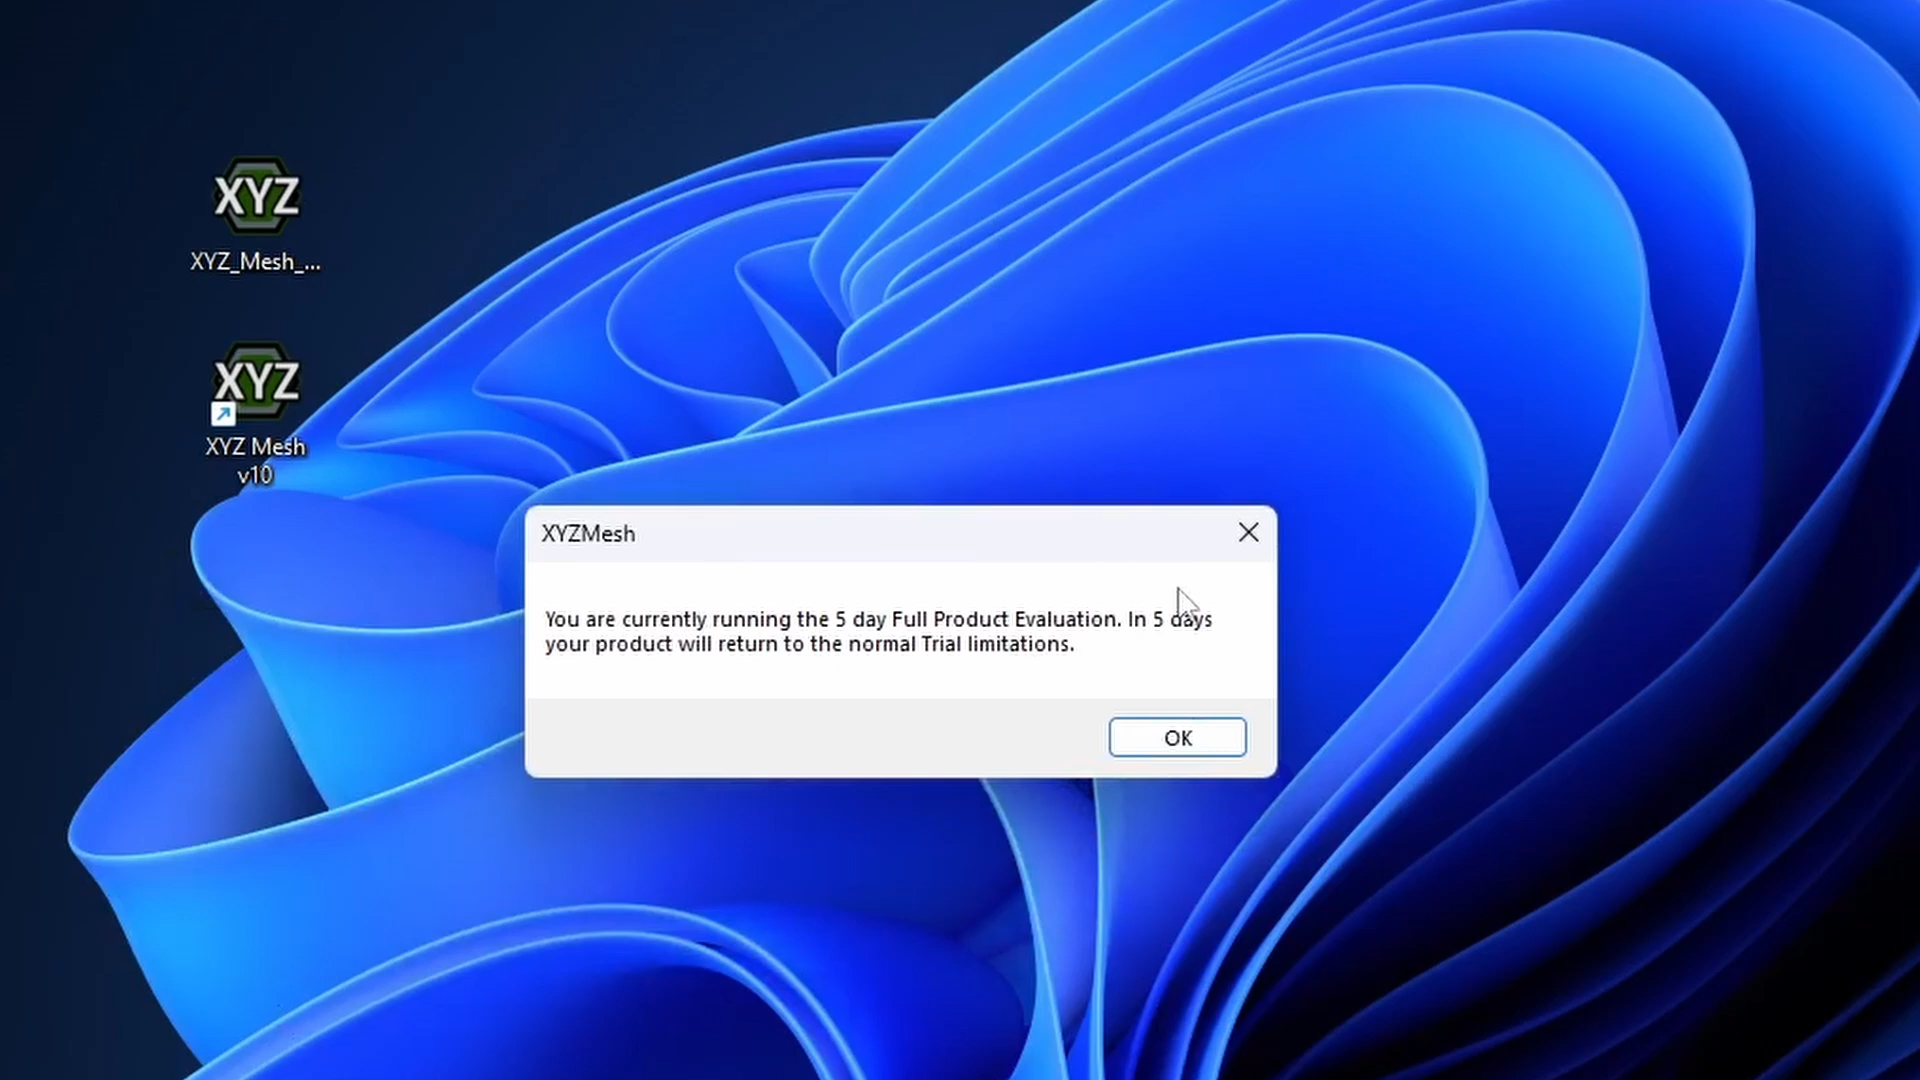 XYZ
XYZ_Mesh_...
XYZ
XYZ Mesh
v10
XYZMesh
You are currently running the 5 day Full Product Evaluation. In 5 days
your product will return to the normal Trial limitations.
OK